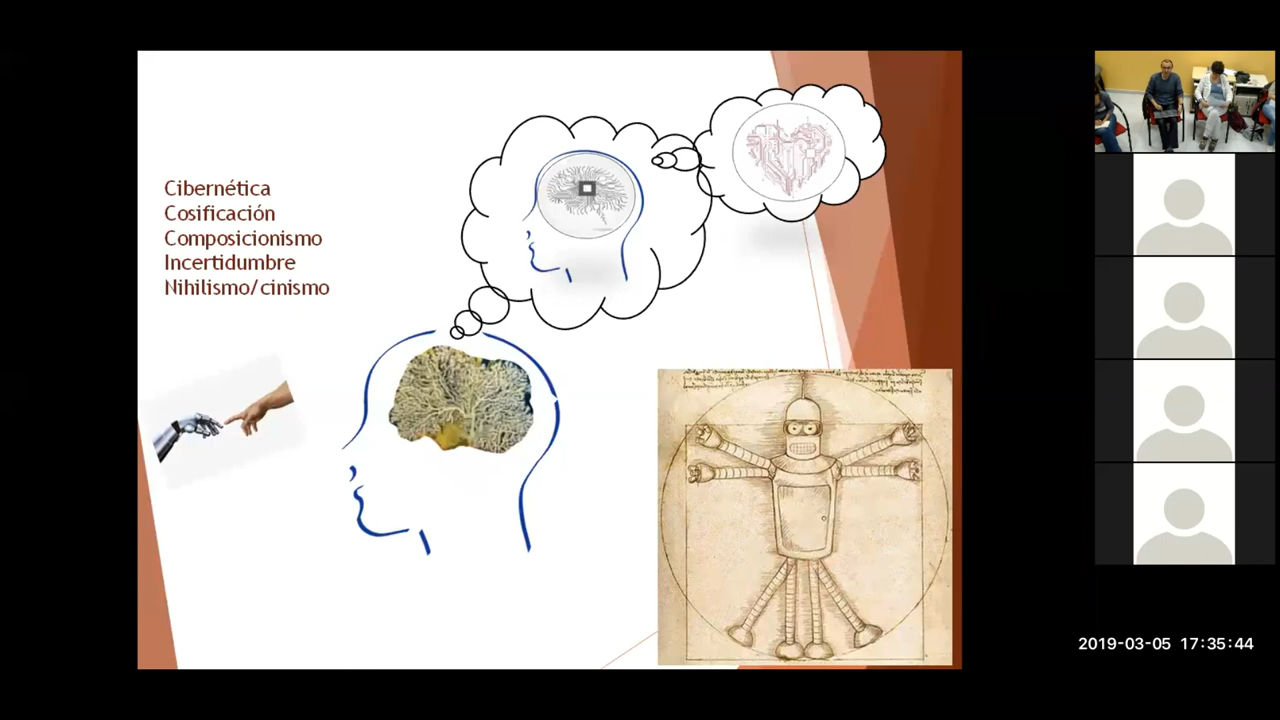 Cibernética
Cosificación
Composicionismo
Incertidumbre
Nihilismo/cinismo
2019-03-05 17:35:44